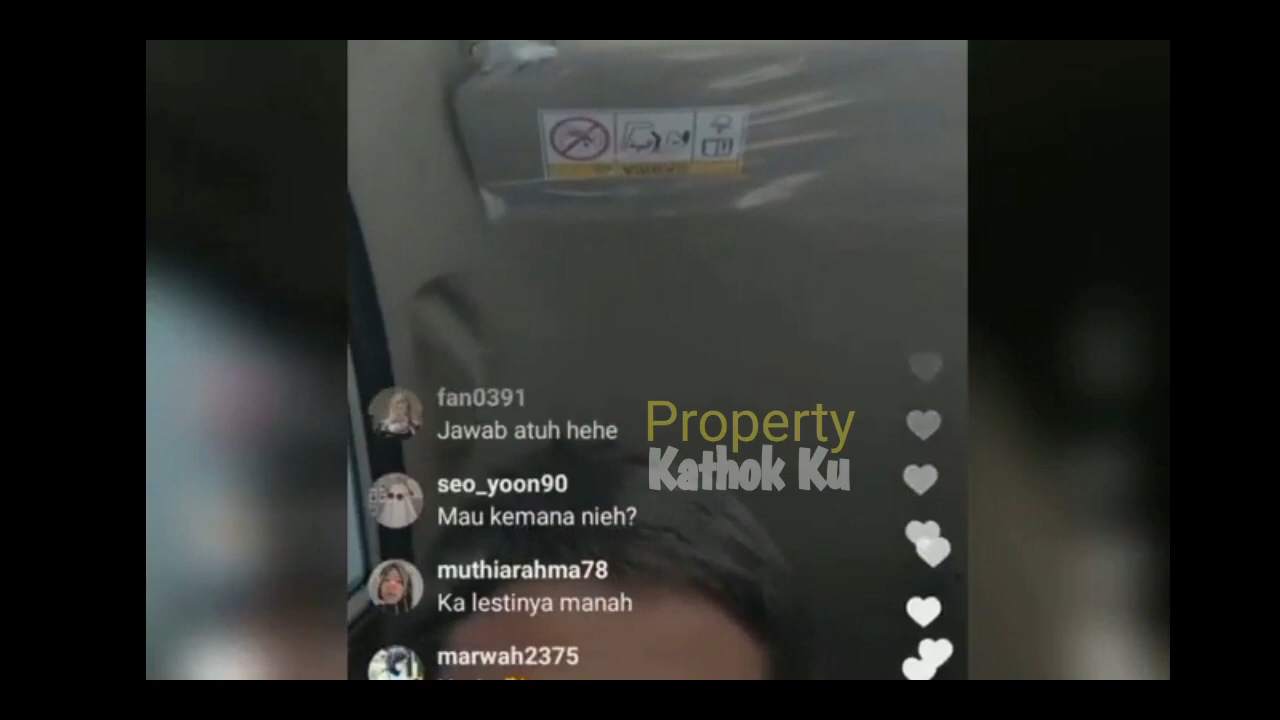 fan0391
Jawab atuh hehe
Property
Kathok Ku
seo_yoon90
Mau kemana nieh?
muthiarahma78
Ka lestinya manah
marwah2375